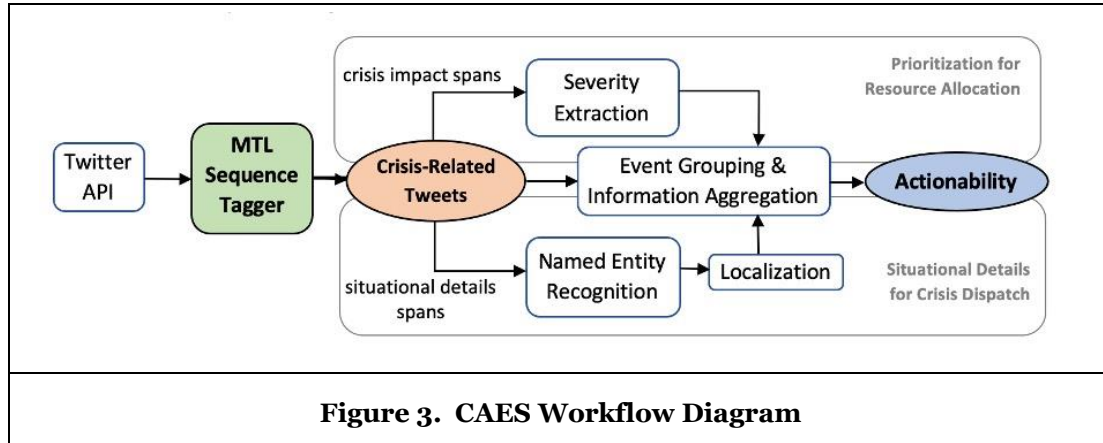 crisis impact spans
Severity
Extraction
Prioritization for
Resource Allocation
Twitter
API
MTL
Sequence
Tagger
Crisis-Related
Tweets
Event Grouping &
Information Aggregation
Actionability
situational details
spans
Named Entity
Recognition
Localization
Situational Details
for Crisis Dispatch
Figure 3. CAES Workflow Diagram